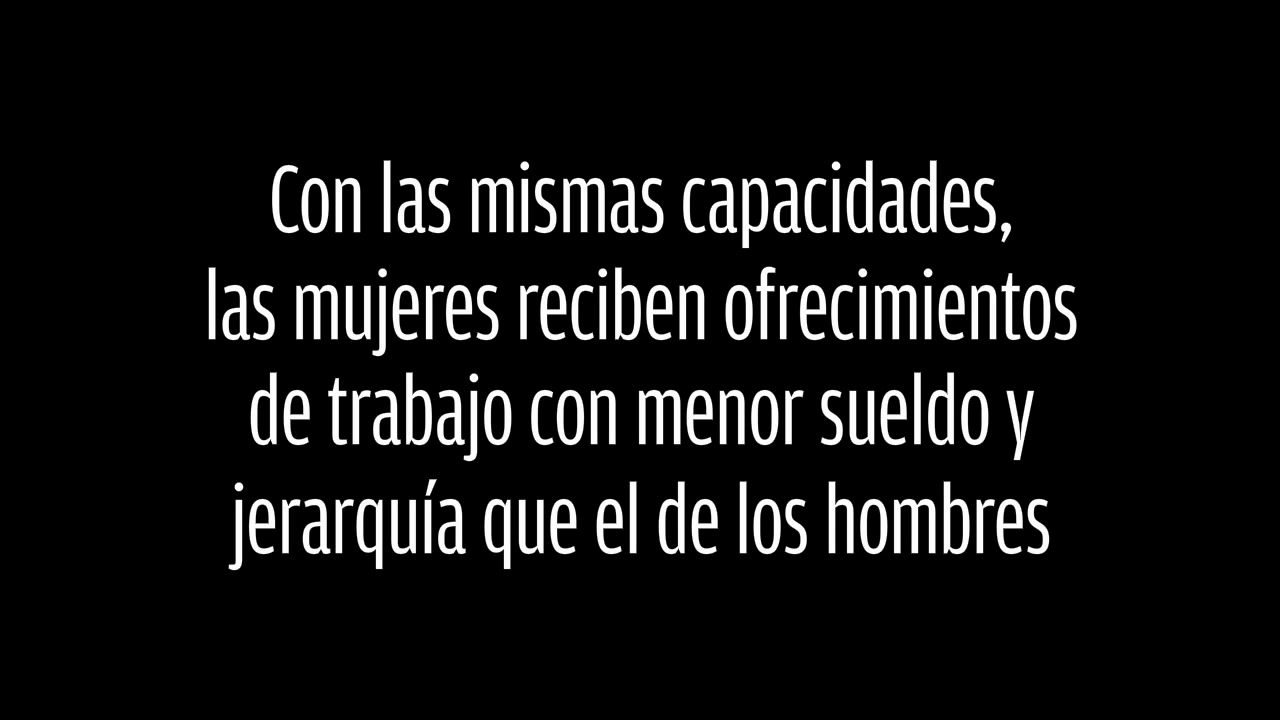 Con las mismas capacidades,
las mujeres reciben ofrecimientos
de trabajo con menor sueldo y
jerarquía que el de los hombres